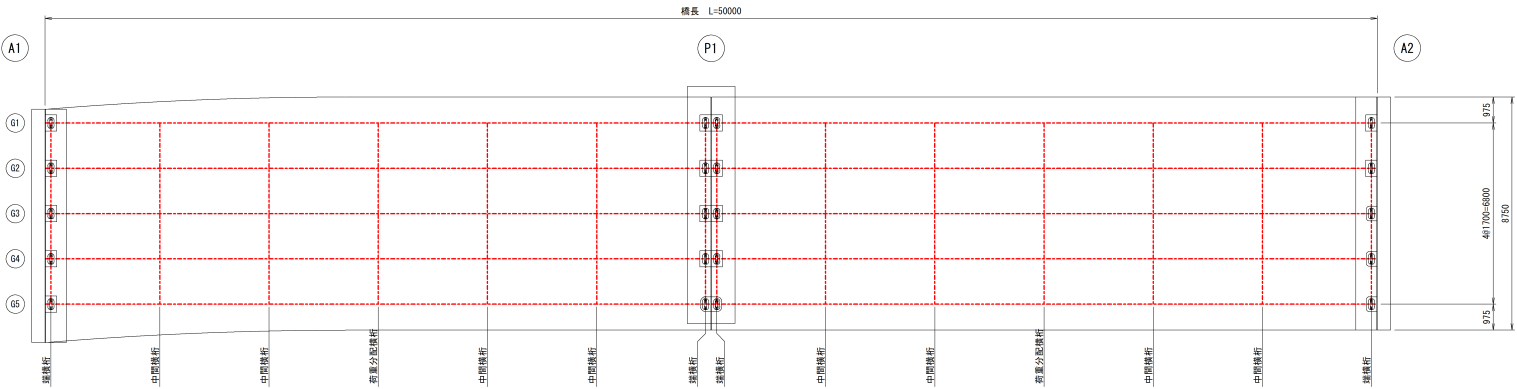 橋長 L=50000
A1
P1
A2
G1
G2
G3
G4
G5
975
4@1700=6800
8750
975
端横桁
中間横桁
中間横桁
荷重分配横桁
中間横桁
中間横桁
端横桁
端横桁
中間横桁
中間横桁
荷重分配横桁
中間横桁
中間横桁
端横桁